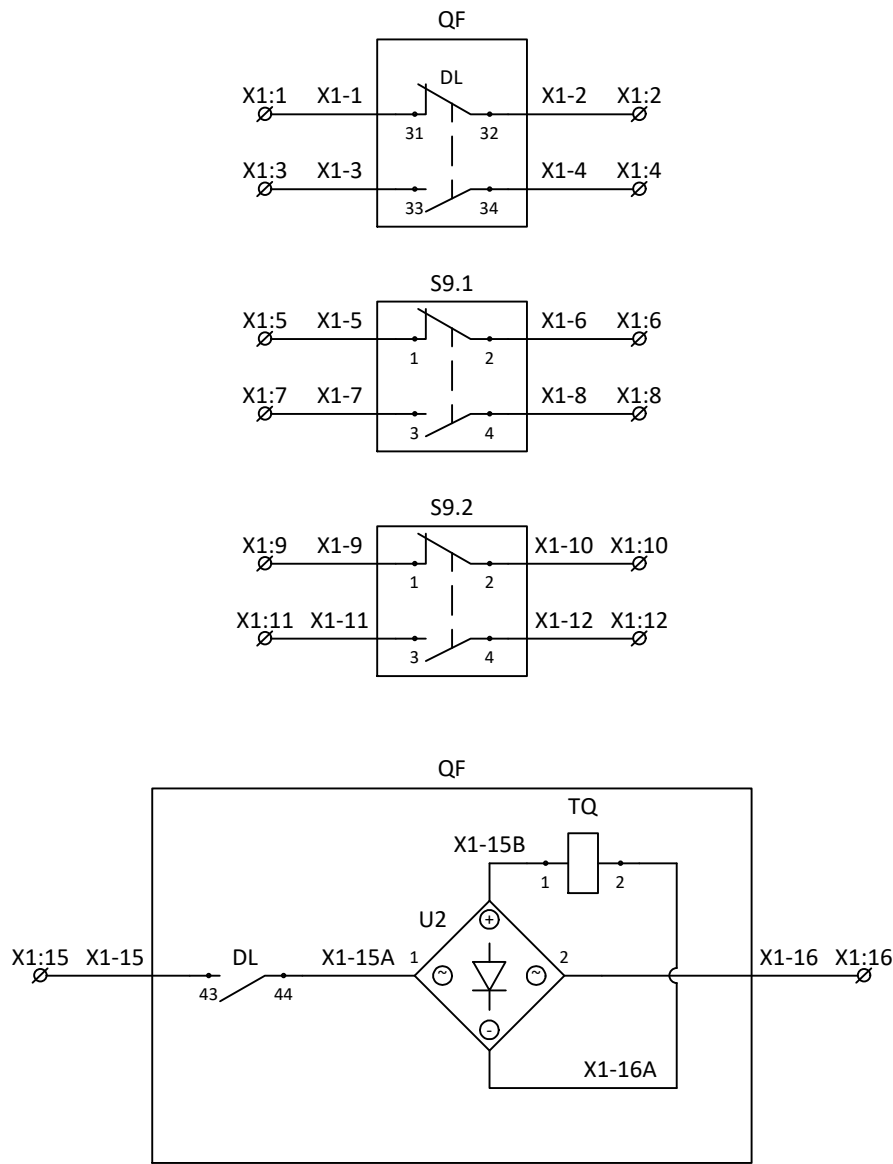 QF
DL
X1:1 X1-1 X1-2 X1:2
31 32
X1:3 X1-3 X1-4 X1:4
33 34
S9.1
X1:5 X1-5 X1-6 X1:6
1 2
X1:7 X1-7 X1-8 X1:8
3 4
S9.2
X1:9 X1-9 X1-10 X1:10
1 2
X1:11 X1-11 X1-12 X1:12
3 4
QF
TQ
X1-15B
1 2
U2
+
X1:15 X1-15 DL X1-15A 1 2 X1-16 X1:16
~ ~
43 44
-
X1-16A